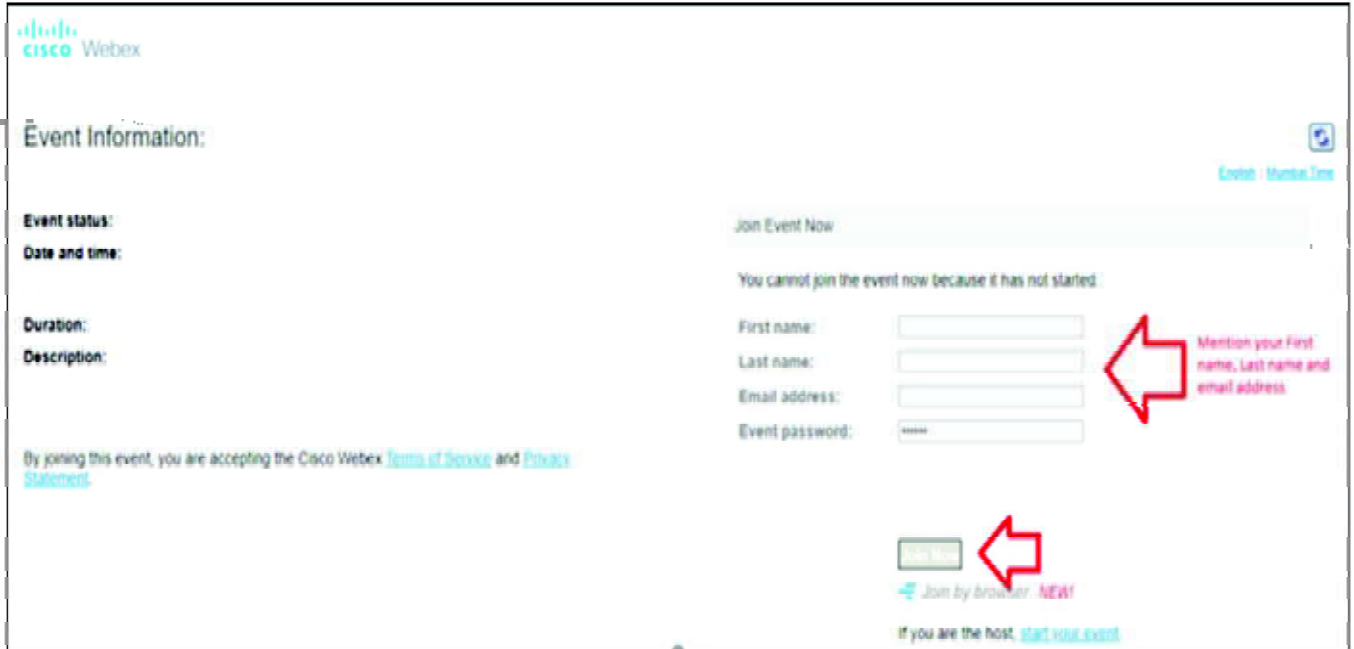 CISCO Webex
Event Information:
English | Mumbai Time
Event status:
Date and time:
Duration:
Description:
By joining this event, you are accepting the Cisco Webex Terms of Service and Privacy
Statement.
Join Event Now
You cannot join the event now because it has not started.
First name:
Last name:
Email address:
Event password:
Mention your First
name, Last name and
email address
Join Now
Join by browser NEW!
If you are the host, start your event.